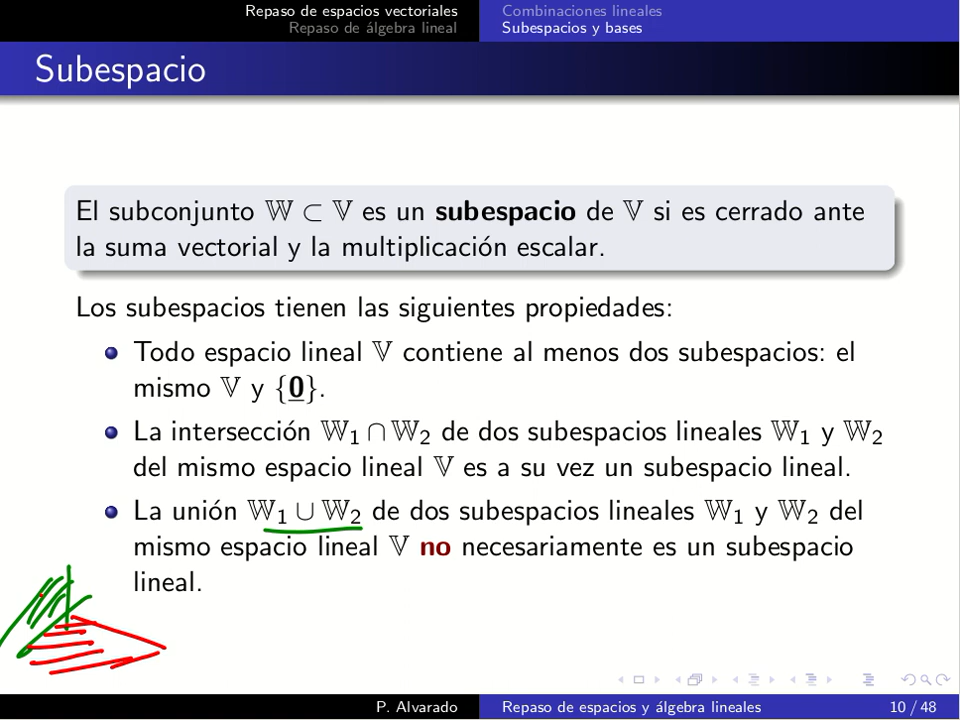 Repaso de espacios vectoriales
Repaso de álgebra lineal
Combinaciones lineales
Subespacios y bases
Subespacio
El subconjunto 𝕎 ⊂ 𝕍 es un subespacio de 𝕍 si es cerrado ante
la suma vectorial y la multiplicación escalar.
Los subespacios tienen las siguientes propiedades:
Todo espacio lineal 𝕍 contiene al menos dos subespacios: el
mismo 𝕍 y {0}.
La intersección 𝕎₁ ∩ 𝕎₂ de dos subespacios lineales 𝕎₁ y 𝕎₂
del mismo espacio lineal 𝕍 es a su vez un subespacio lineal.
La unión 𝕎₁ ∪ 𝕎₂ de dos subespacios lineales 𝕎₁ y 𝕎₂ del
mismo espacio lineal 𝕍 no necesariamente es un subespacio
lineal.
P. Alvarado
Repaso de espacios y álgebra lineales
10 / 48